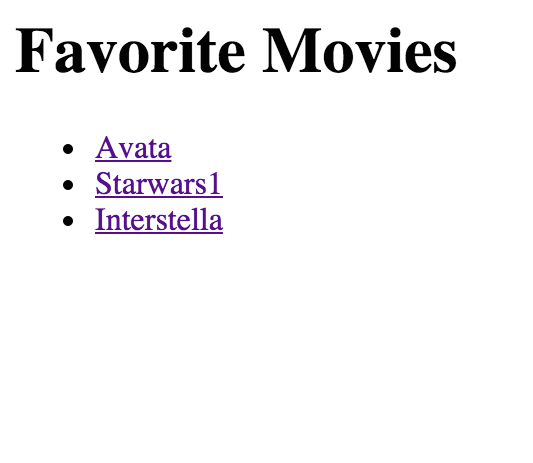 Favorite Movies
Avata
Starwars1
Interstella